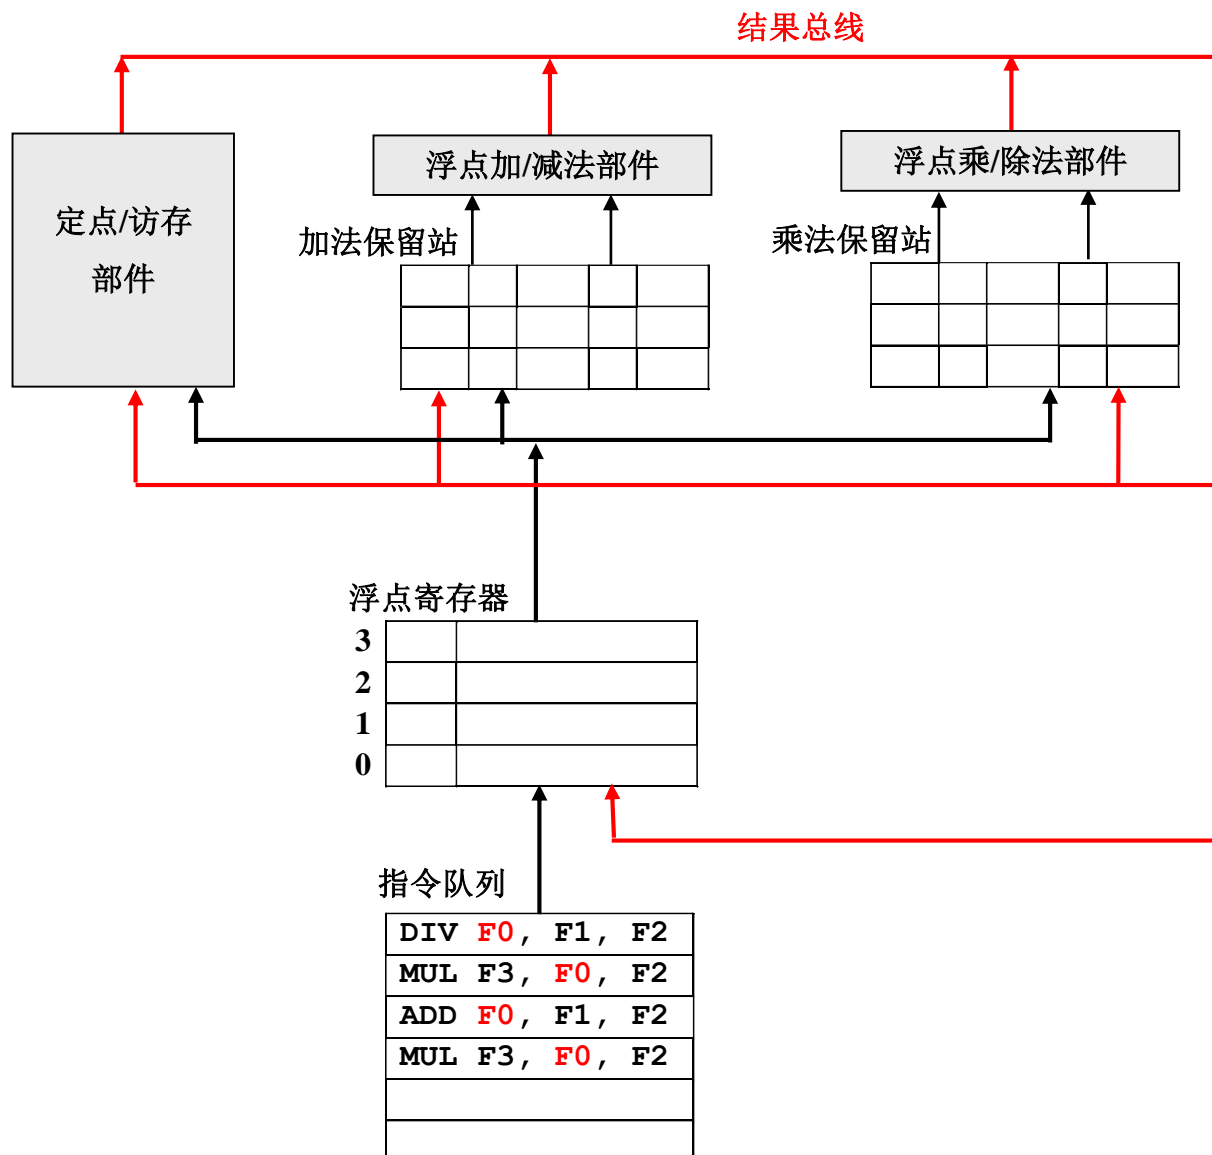 结果总线
浮点加/减法部件
浮点乘/除法部件
定点/访存
部件
加法保留站
乘法保留站
浮点寄存器
3
2
1
0
指令队列
DIV F0, F1, F2
MUL F3, F0, F2
ADD F0, F1, F2
MUL F3, F0, F2